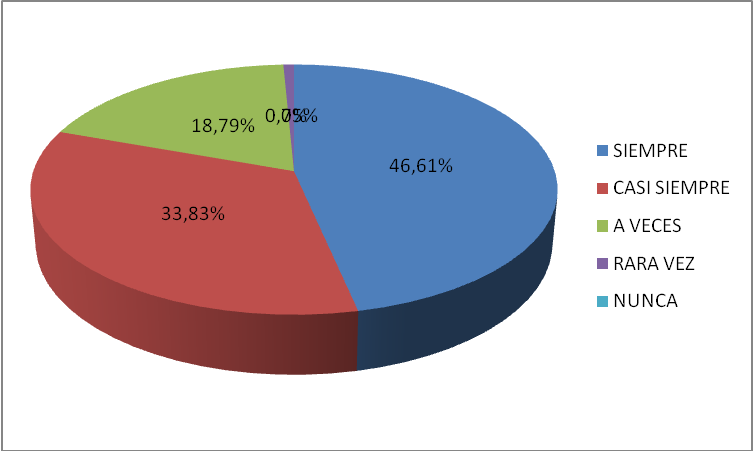 18,79%
46,61%
33,83%
SIEMPRE
CASI SIEMPRE
A VECES
RARA VEZ
NUNCA